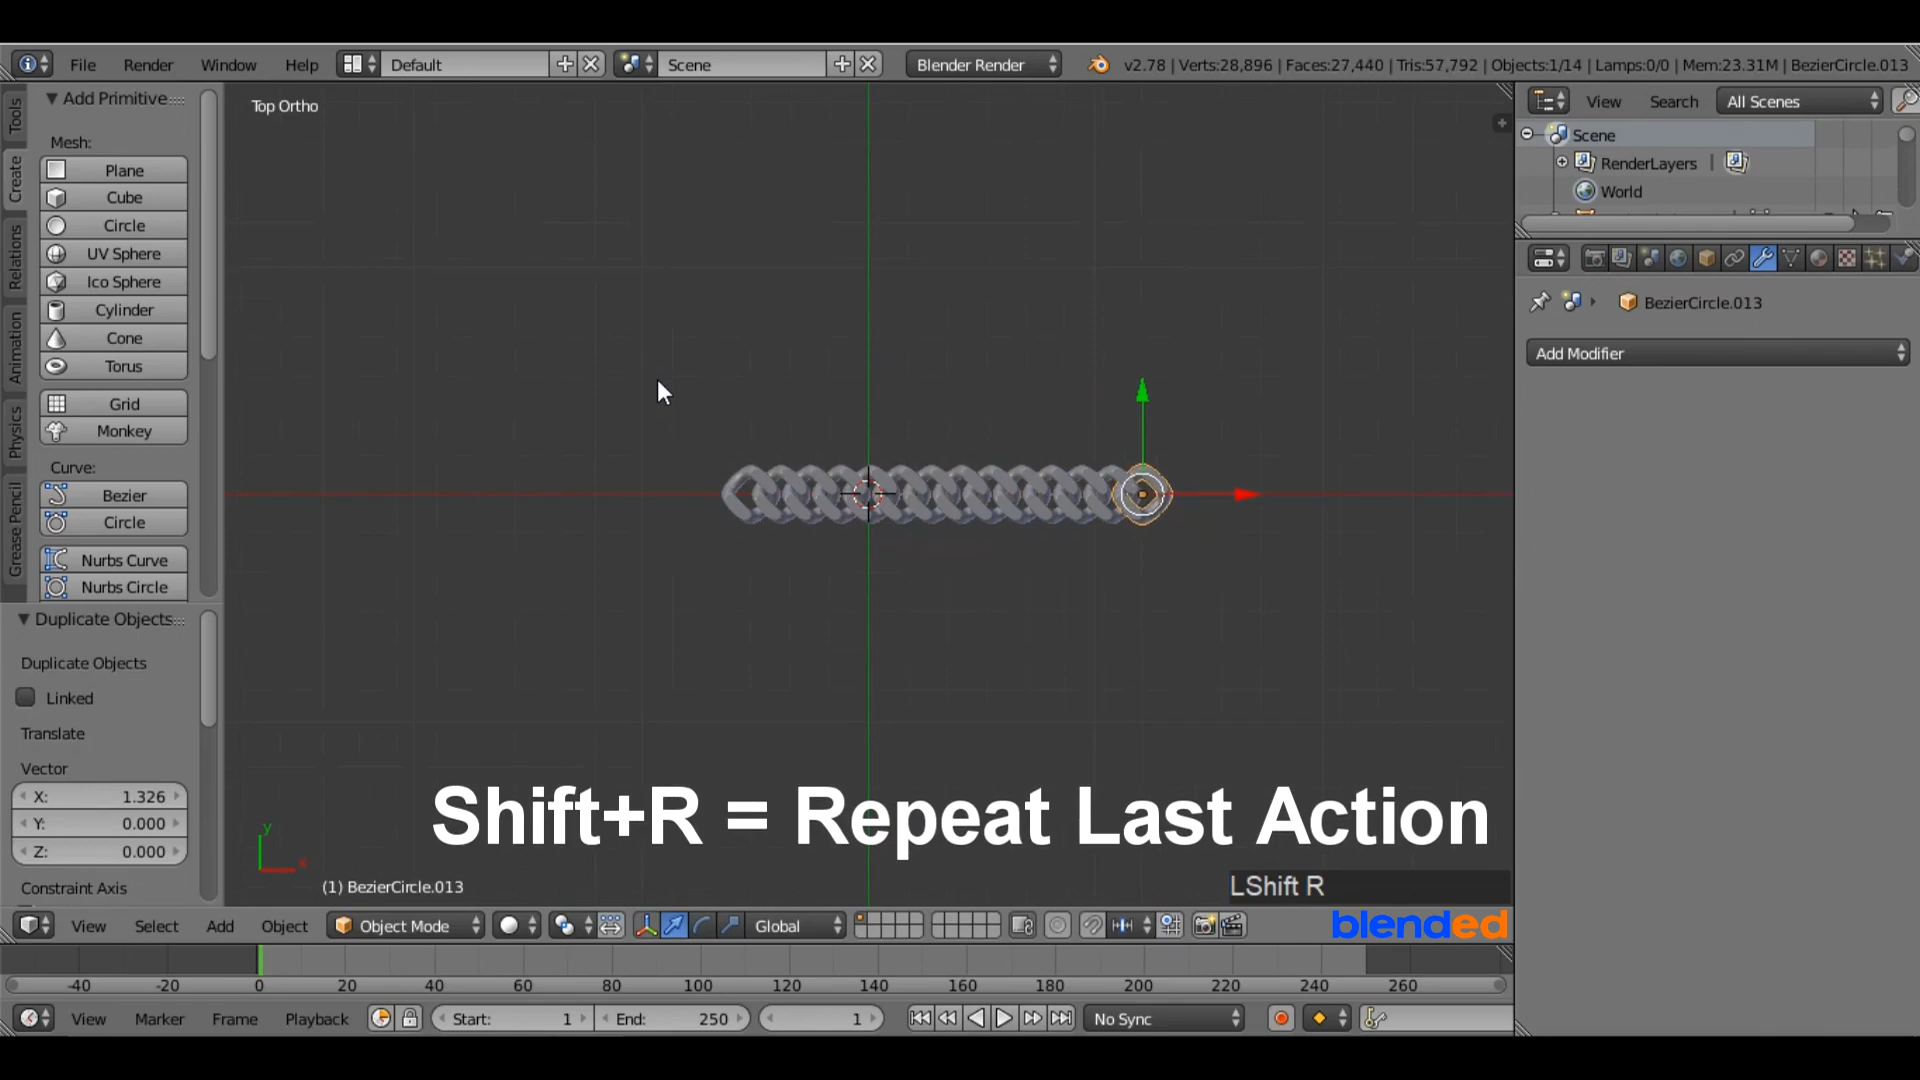 File Render Window Help Default Scene Blender Render v2.78 | Verts:28,896 | Faces:27,440 | Tris:57,792 | Objects:1/14 | Lamps:0/0 | Mem:23.31M | BezierCircle.013
Tools
Create
Relations
Animation
Physics
Grease Pencil
Add Primitive
Mesh:
Plane
Cube
Circle
UV Sphere
Ico Sphere
Cylinder
Cone
Torus
Grid
Monkey
Curve:
Bezier
Circle
Nurbs Curve
Nurbs Circle
Duplicate Objects
Duplicate Objects
Linked
Translate
Vector
X: 1.326
Y: 0.000
Z: 0.000
Constraint Axis
Top Ortho
Shift+R = Repeat Last Action
y
x
(1) BezierCircle.013
LShift R
blended
View Search All Scenes
Scene
RenderLayers |
World
BezierCircle.013
Add Modifier
View Select Add Object Object Mode Global
-40 -20 0 20 40 60 80 100 120 140 160 180 200 220 240 260
View Marker Frame Playback Start: 1 End: 250 1 No Sync